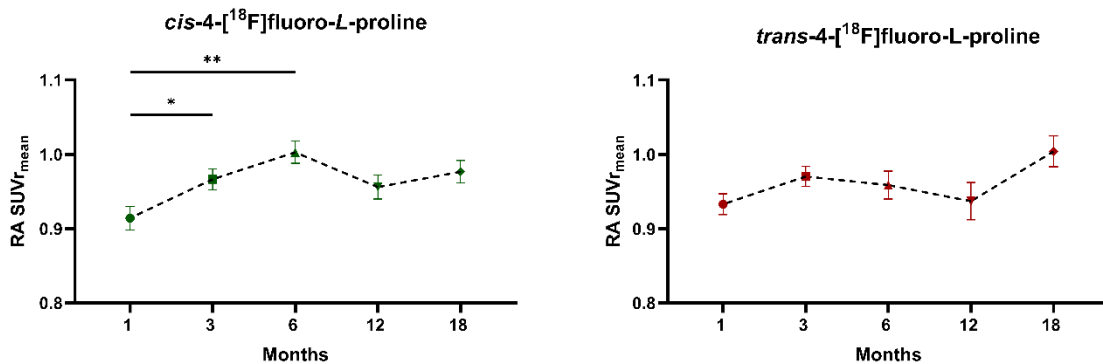 cis-4-[¹⁸F]fluoro-L-proline
**
*
1.1
1.0
0.9
0.8
RA SUVrmean
1 3 6 12 18
Months
trans-4-[¹⁸F]fluoro-L-proline
1.1
1.0
0.9
0.8
RA SUVrmean
1 3 6 12 18
Months